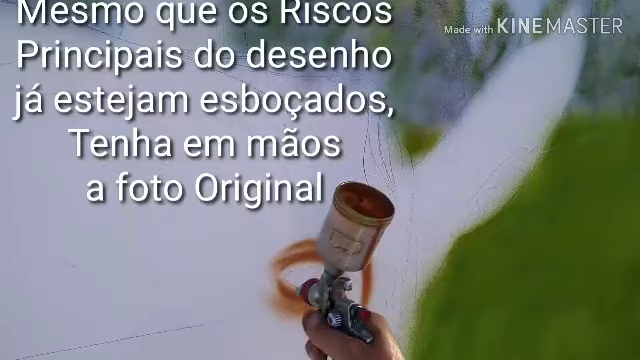 Mesmo que os Riscos
Principais do desenho
já estejam esboçados,
Tenha em mãos
a foto Original
Made with KINEMASTER